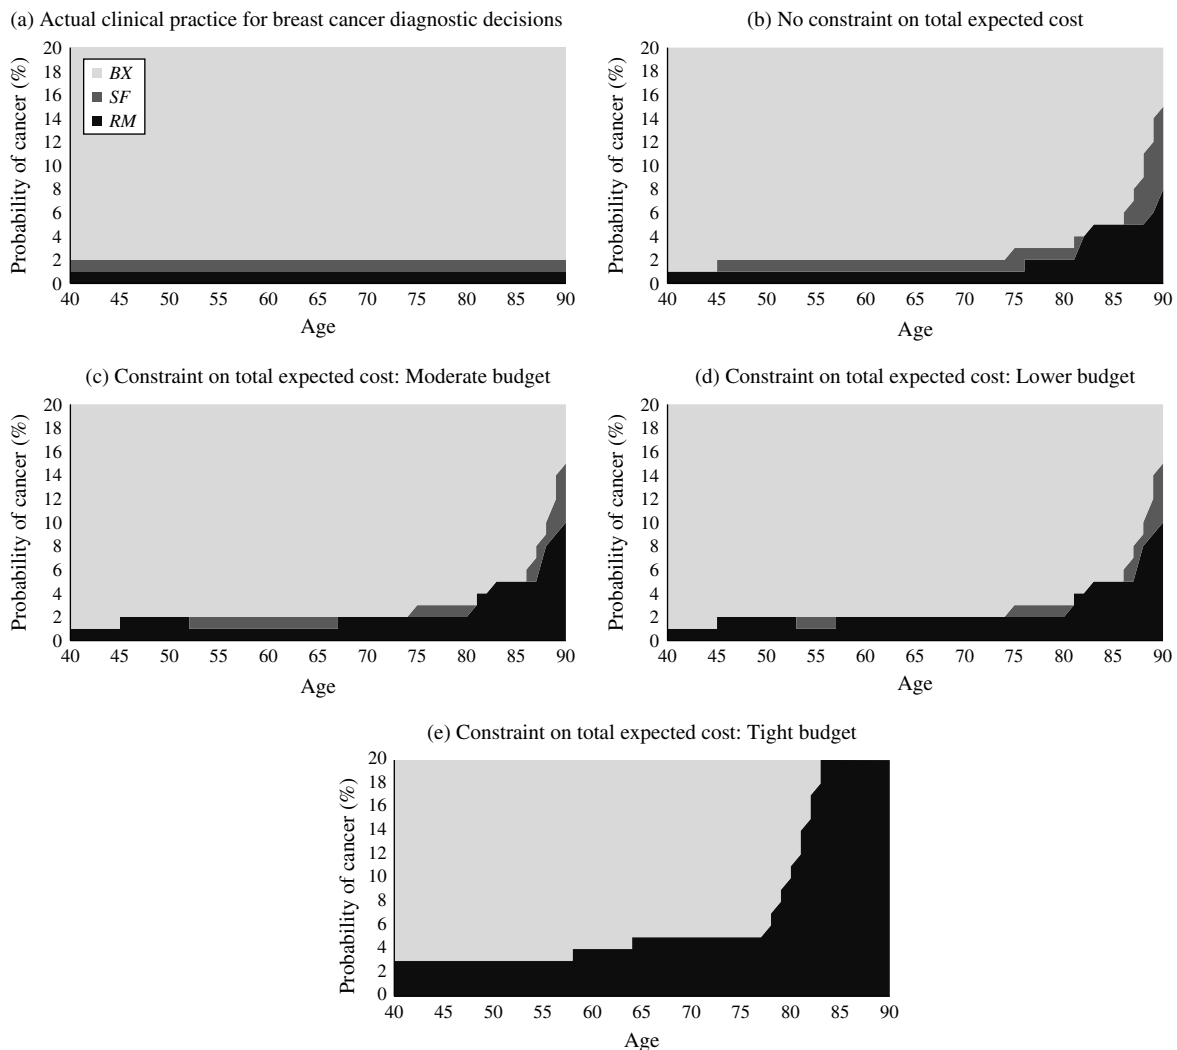 (a) Actual clinical practice for breast cancer diagnostic decisions
Probability of cancer (%)
20
18
16
14
12
10
8
6
4
2
0
BX
SF
RM
40 45 50 55 60 65 70 75 80 85 90
Age
(b) No constraint on total expected cost
Probability of cancer (%)
20
18
16
14
12
10
8
6
4
2
0
40 45 50 55 60 65 70 75 80 85 90
Age
(c) Constraint on total expected cost: Moderate budget
Probability of cancer (%)
20
18
16
14
12
10
8
6
4
2
0
40 45 50 55 60 65 70 75 80 85 90
Age
(d) Constraint on total expected cost: Lower budget
Probability of cancer (%)
20
18
16
14
12
10
8
6
4
2
0
40 45 50 55 60 65 70 75 80 85 90
Age
(e) Constraint on total expected cost: Tight budget
Probability of cancer (%)
20
18
16
14
12
10
8
6
4
2
0
40 45 50 55 60 65 70 75 80 85 90
Age